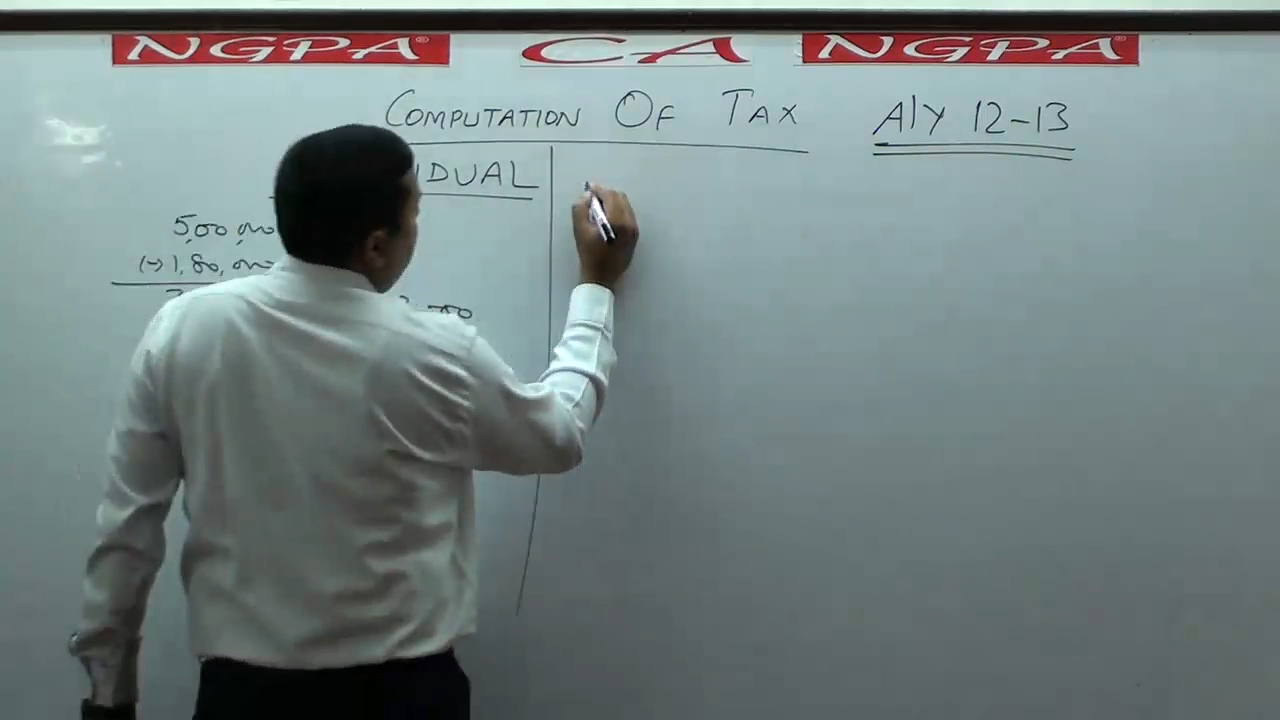 NGPA® CA NGPA®
COMPUTATION OF TAX A/Y 12-13
IDUAL
5,00,000
(-) 1,80,000